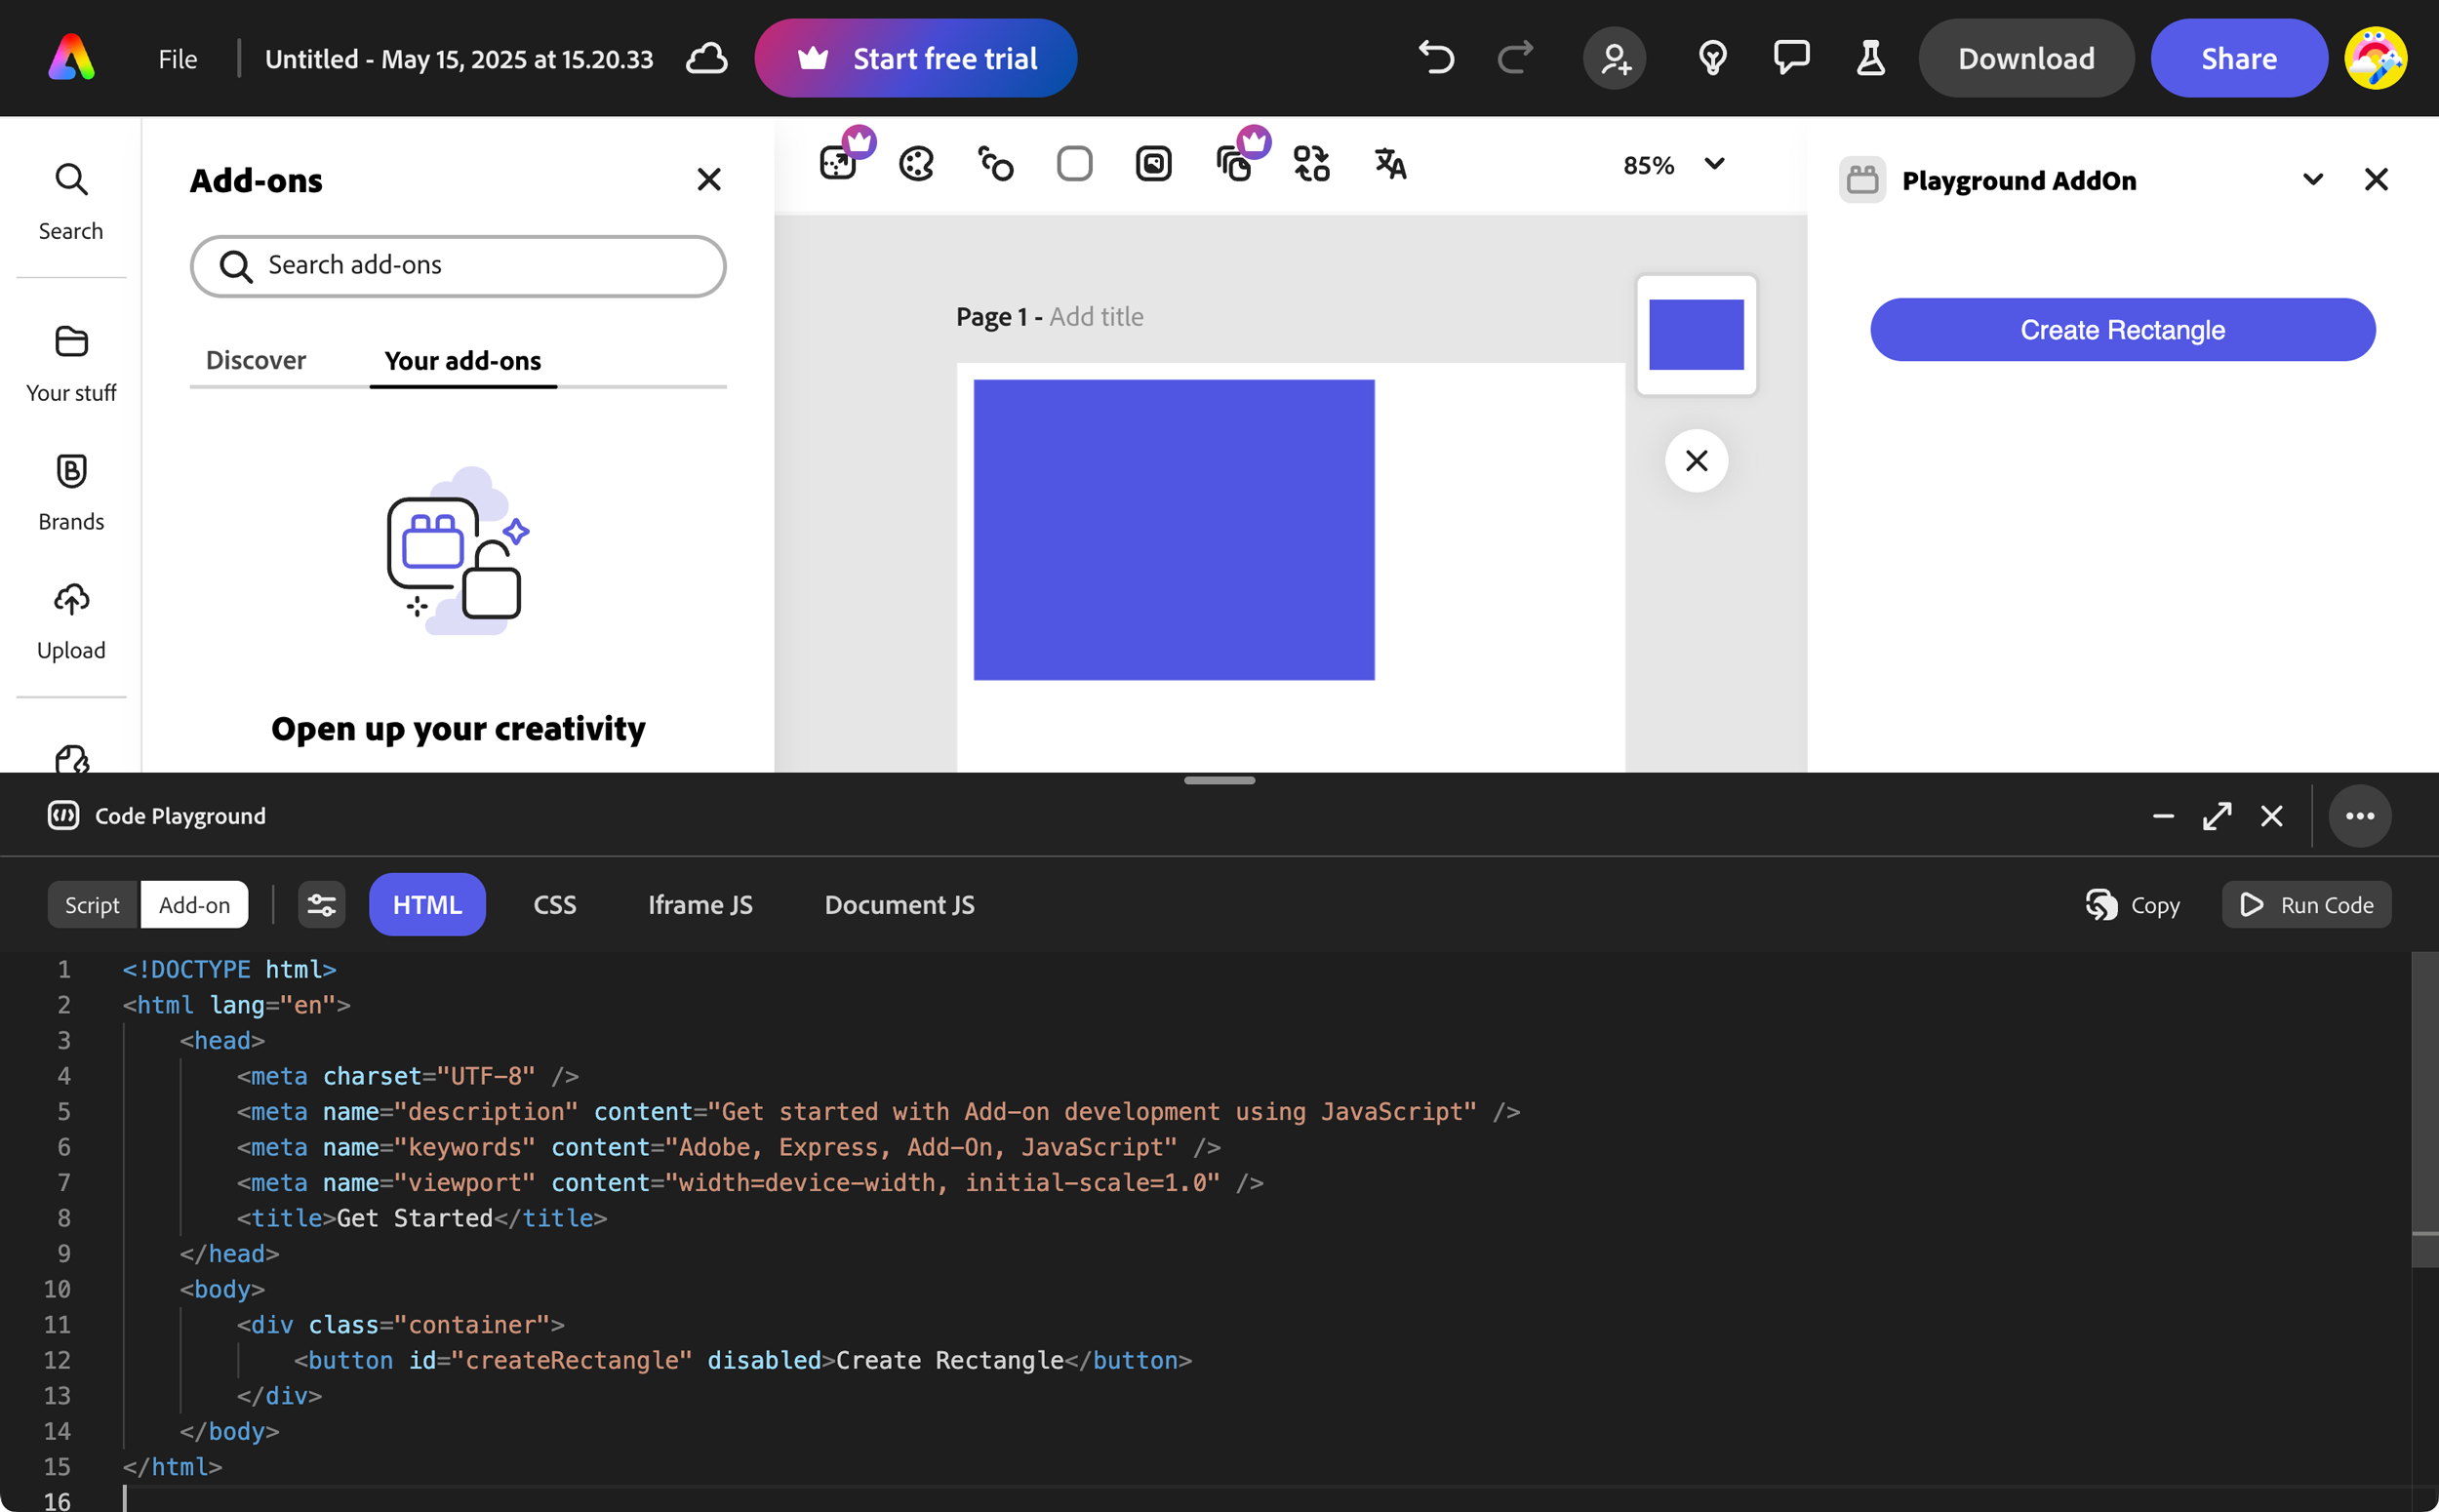 File
Untitled - May 15, 2025 at 15.20.33
Start free trial
Download
Share
Search
Your stuff
Brands
Upload
Add-ons
Search add-ons
Discover
Your add-ons
Open up your creativity
85%
Page 1 - Add title
Playground AddOn
Create Rectangle
Code Playground
Script
Add-on
HTML
CSS
Iframe JS
Document JS
Copy
Run Code
1 <!DOCTYPE html>
2 <html lang="en">
3 <head>
4 <meta charset="UTF-8" />
5 <meta name="description" content="Get started with Add-on development using JavaScript" />
6 <meta name="keywords" content="Adobe, Express, Add-On, JavaScript" />
7 <meta name="viewport" content="width=device-width, initial-scale=1.0" />
8 <title>Get Started</title>
9 </head>
10 <body>
11 <div class="container">
12 <button id="createRectangle" disabled>Create Rectangle</button>
13 </div>
14 </body>
15 </html>
16